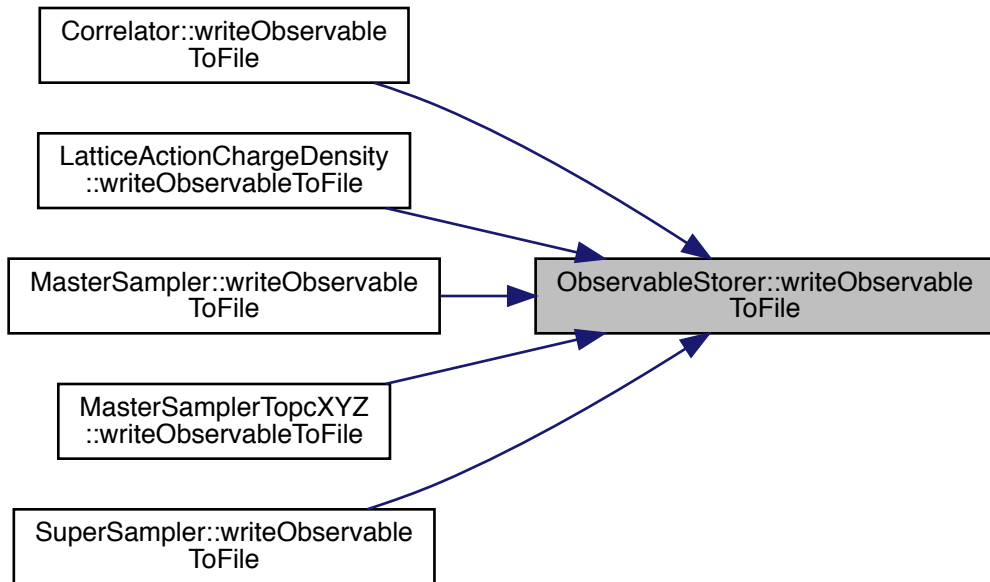 Correlator::writeObservable
ToFile
LatticeActionChargeDensity
::writeObservableToFile
MasterSampler::writeObservable
ToFile
ObservableStorer::writeObservable
ToFile
MasterSamplerTopcXYZ
::writeObservableToFile
SuperSampler::writeObservable
ToFile